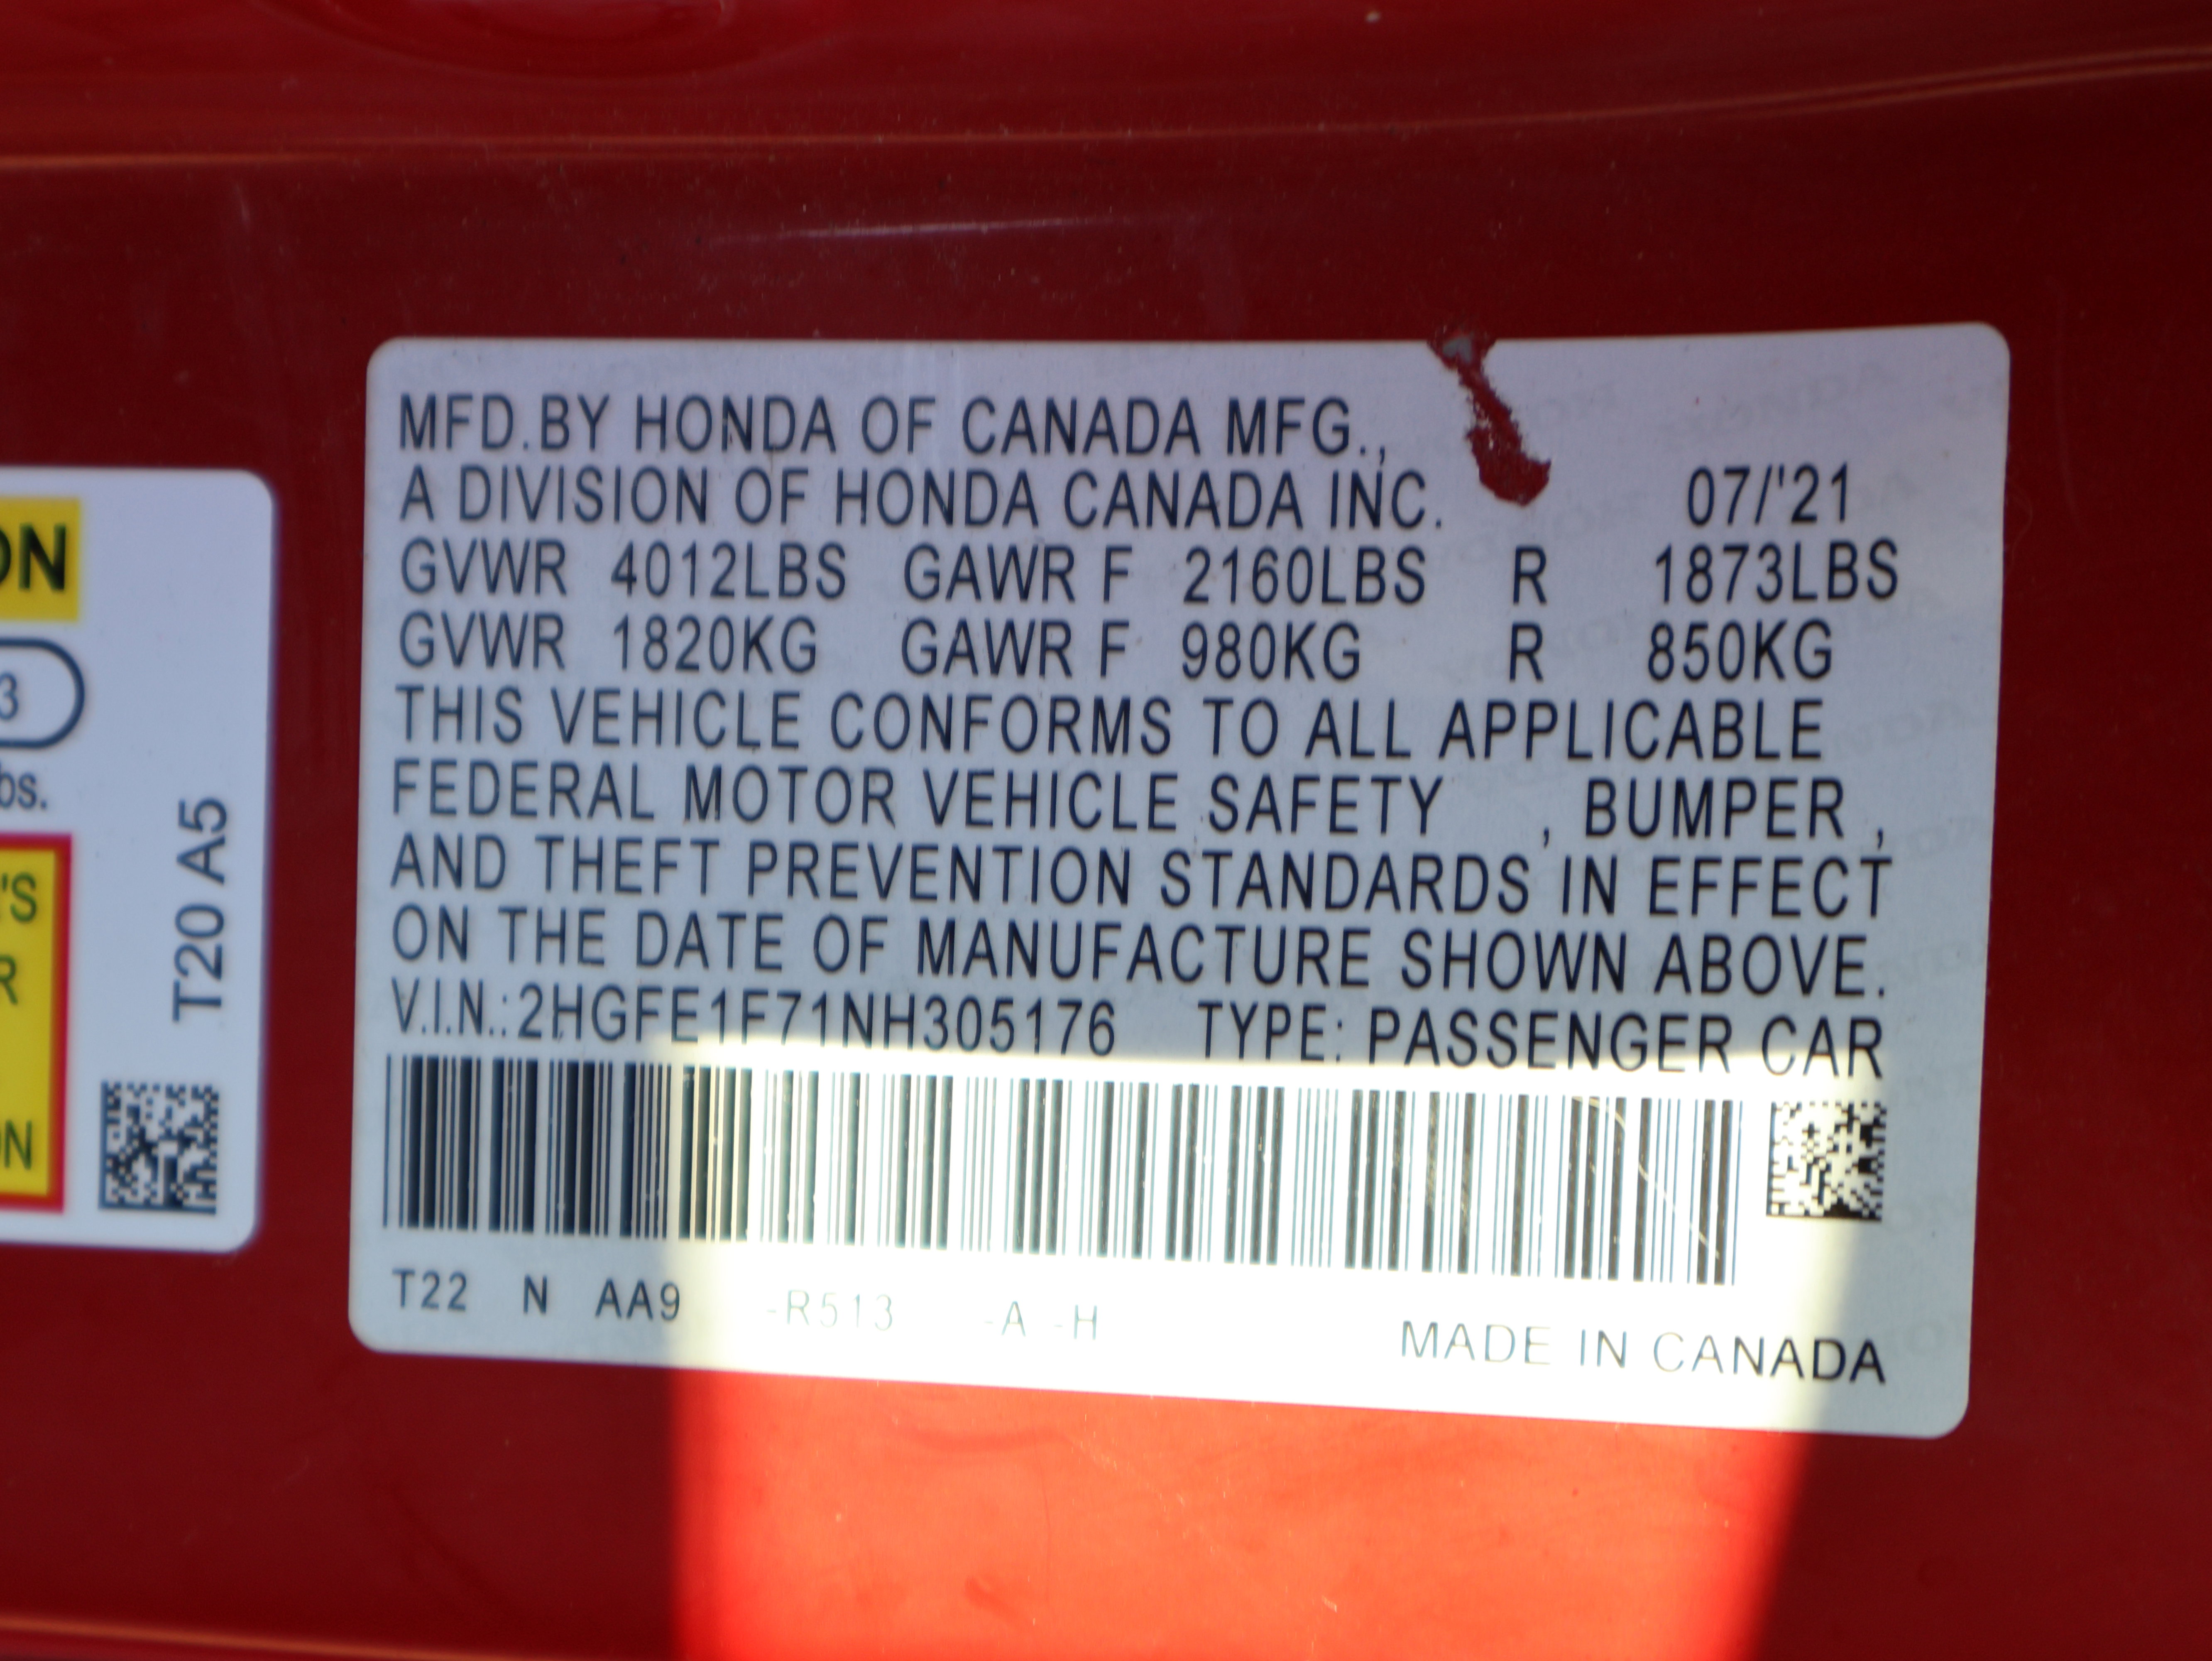 MFD.BY HONDA OF CANADA MFG.,
A DIVISION OF HONDA CANADA INC. 07/'21
GVWR 4012LBS GAWR F 2160LBS R 1873LBS
GVWR 1820KG GAWR F 980KG R 850KG
THIS VEHICLE CONFORMS TO ALL APPLICABLE
FEDERAL MOTOR VEHICLE SAFETY , BUMPER ,
AND THEFT PREVENTION STANDARDS IN EFFECT
ON THE DATE OF MANUFACTURE SHOWN ABOVE.
V.I.N.:2HGFE1F71NH305176 TYPE: PASSENGER CAR
T22 N AA9 -R513 -A -H
MADE IN CANADA
ON
3
bs.
'S
R
ON
T20 A5